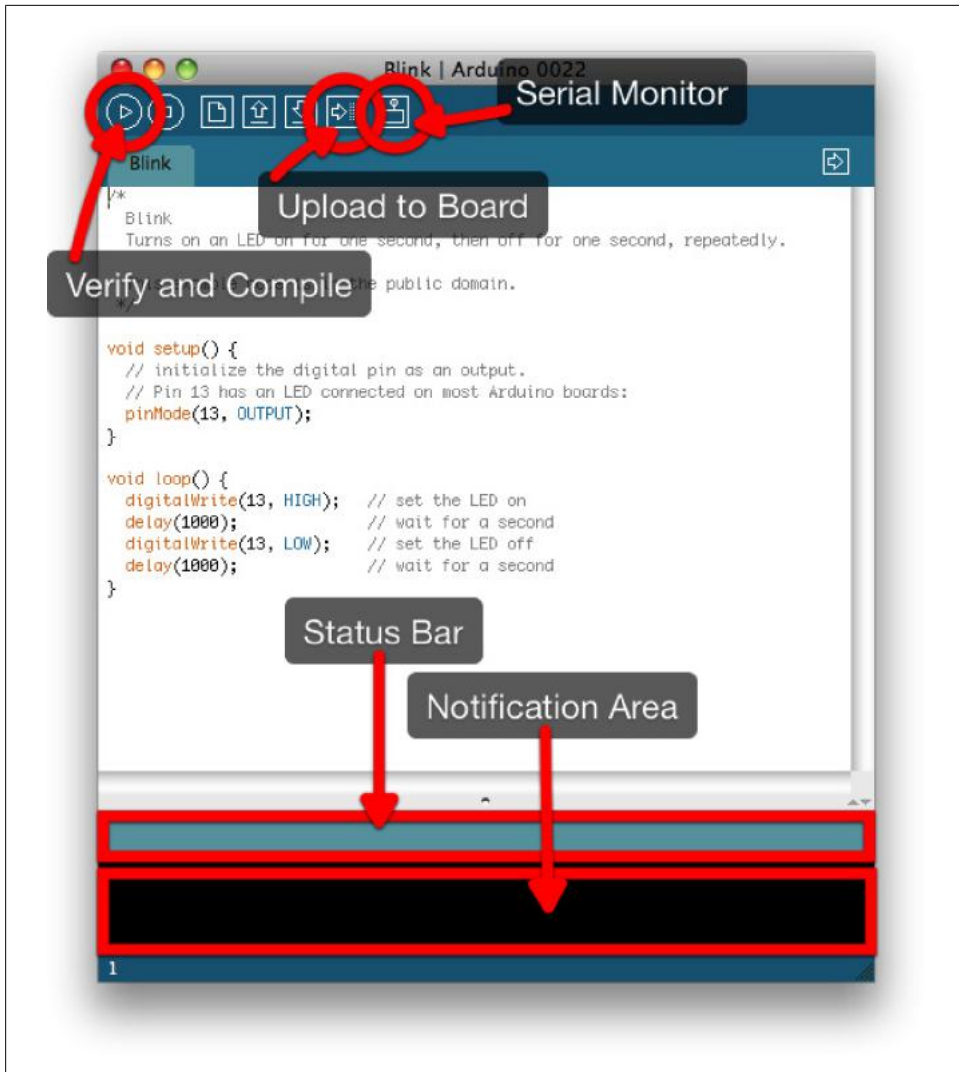 Blink | Arduino 0022
Serial Monitor
Blink
Upload to Board
/*
Blink
Turns on an LED on for one second, then off for one second, repeatedly.
Verify and Compile
the public domain.
*/
void setup() {
// initialize the digital pin as an output.
// Pin 13 has an LED connected on most Arduino boards:
pinMode(13, OUTPUT);
}
void loop() {
digitalWrite(13, HIGH);   // set the LED on
delay(1000);              // wait for a second
digitalWrite(13, LOW);    // set the LED off
delay(1000);              // wait for a second
}
Status Bar
Notification Area
1